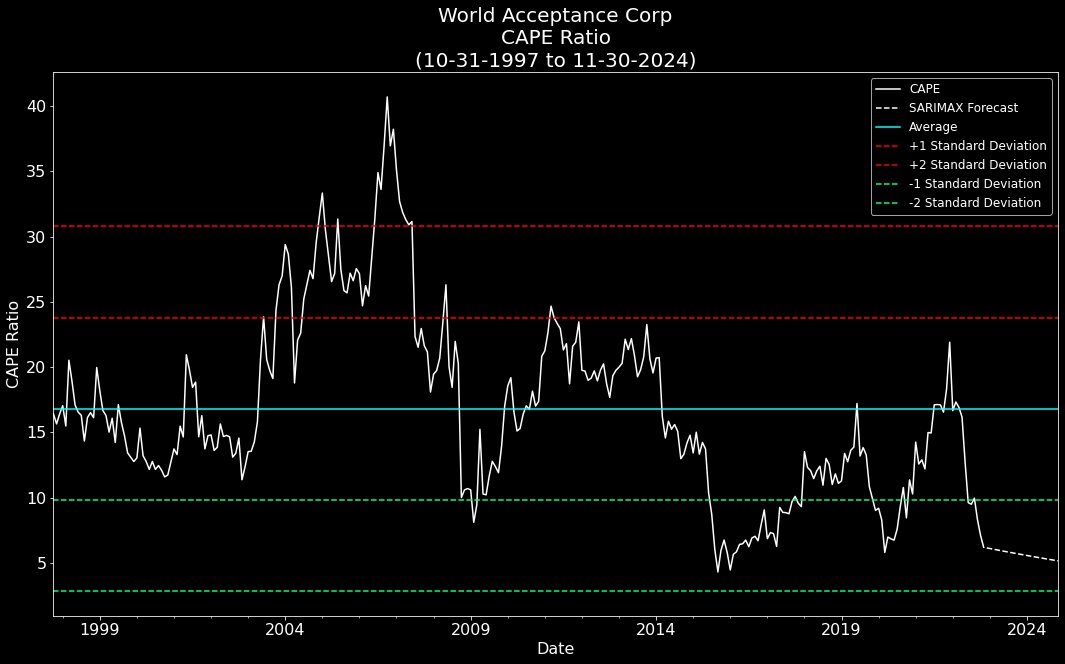 World Acceptance Corp
CAPE Ratio
(10-31-1997 to 11-30-2024)
CAPE
SARIMAX Forecast
Average
+1 Standard Deviation
+2 Standard Deviation
-1 Standard Deviation
-2 Standard Deviation
40
35
30
25
20
15
10
5
CAPE Ratio
1999 2004 2009 2014 2019 2024
Date